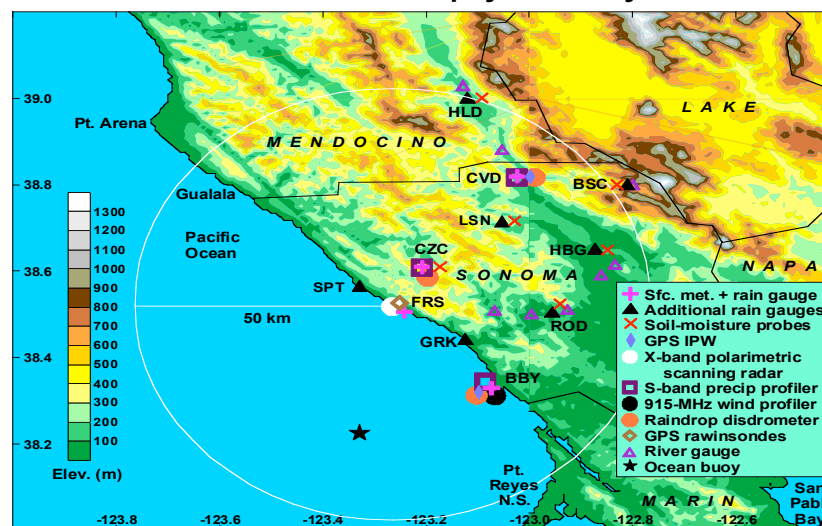 39.0
38.8
38.6
38.4
38.2
-123.8
-123.6
-123.4
-123.2
-123.0
-122.8
-122.6
Pt. Arena
HLD
LAKE
MENDOCINO
Gualala
CVD
BSC
Pacific
Ocean
LSN
CZC
HBG
SONOMA
NAPA
SPT
FRS
50 km
ROD
GRK
BBY
Pt.
Reyes
N.S.
MARIN
San
Pabl
Bay
1300
1200
1100
1000
900
800
700
600
500
400
300
200
100
Elev. (m)
Sfc. met. + rain gauge
Additional rain gauges
Soil-moisture probes
GPS IPW
X-band polarimetric
scanning radar
S-band precip profiler
915-MHz wind profiler
Raindrop disdrometer
GPS rawinsondes
River gauge
Ocean buoy